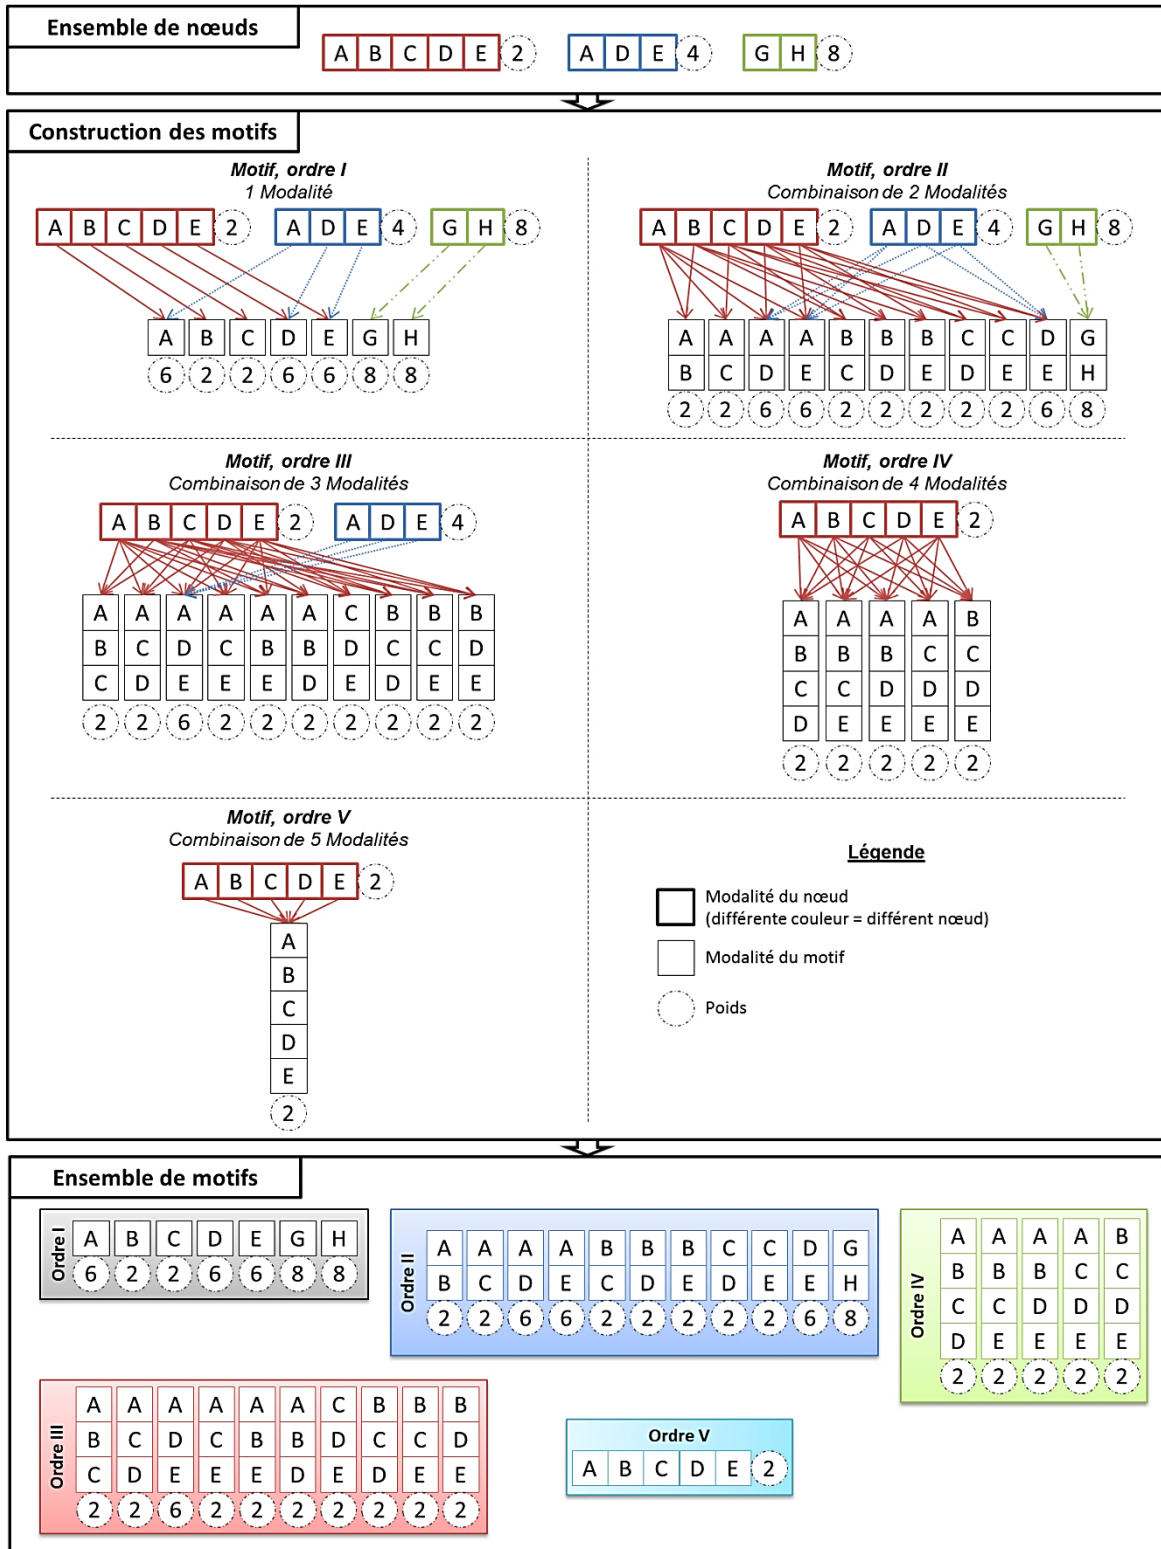 Ensemble de nœuds
A B C D E 2 A D E 4 G H 8
Construction des motifs
Motif, ordre I
1 Modalité
A B C D E 2 A D E 4 G H 8
A B C D E G H
6 2 2 6 6 8 8
Motif, ordre II
Combinaison de 2 Modalités
A B C D E 2 A D E 4 G H 8
A A A A B B B C C D G
B C D E C D E D E E H
2 2 6 6 2 2 2 2 2 6 8
Motif, ordre III
Combinaison de 3 Modalités
A B C D E 2 A D E 4
A A A A A A C B B B
B C D C B B D C C D
C D E E E D E D E E
2 2 6 2 2 2 2 2 2 2
Motif, ordre IV
Combinaison de 4 Modalités
A B C D E 2
A A A A B
B B B C C
C C D D D
D E E E E
2 2 2 2 2
Motif, ordre V
Combinaison de 5 Modalités
A B C D E 2
A
B
C
D
E
2
Légende
Modalité du nœud
(différente couleur = différent nœud)
Modalité du motif
Poids
Ensemble de motifs
Ordre I
A B C D E G H
6 2 2 6 6 8 8
Ordre II
A A A A B B B C C D G
B C D E C D E D E E H
2 2 6 6 2 2 2 2 2 6 8
Ordre IV
A A A A B
B B B C C
C C D D D
D E E E E
2 2 2 2 2
Ordre III
A A A A A A C B B B
B C D C B B D C C D
C D E E E D E D E E
2 2 6 2 2 2 2 2 2 2
Ordre V
A B C D E 2